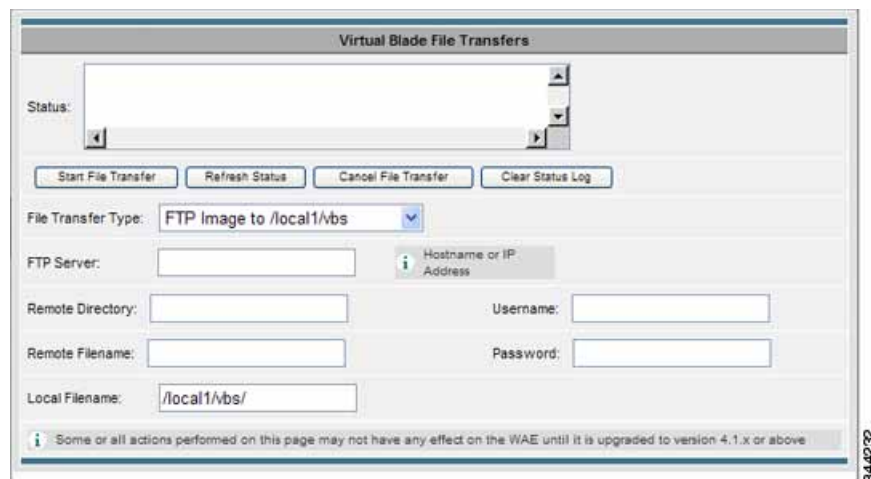 Virtual Blade File Transfers
Status:
Start File Transfer Refresh Status Cancel File Transfer Clear Status Log
File Transfer Type: FTP Image to /local1/vbs
FTP Server: i Hostname or IP
Address
Remote Directory: Username:
Remote Filename: Password:
Local Filename: /local1/vbs/
i Some or all actions performed on this page may not have any effect on the WAE until it is upgraded to version 4.1.x or above